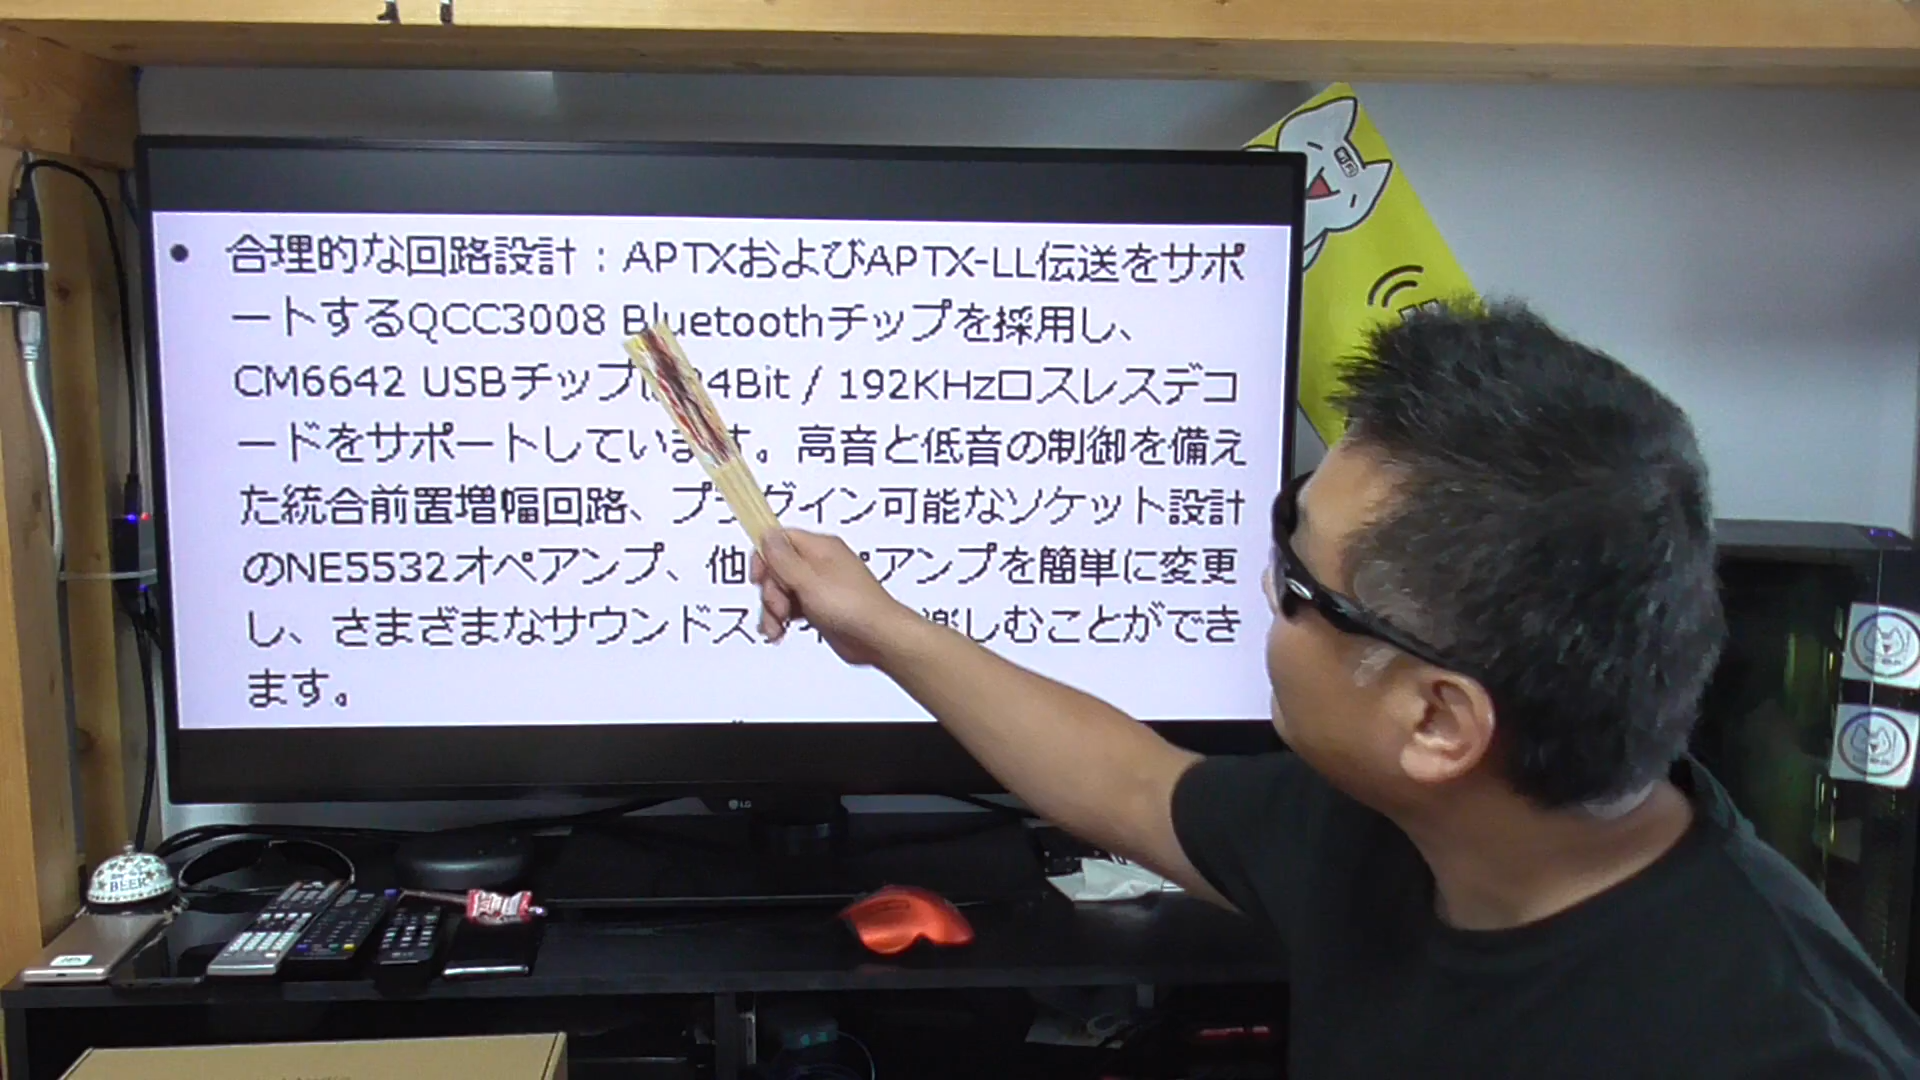 • 合理的な回路設計：APTXおよびAPTX-LL伝送をサポ
ートするQCC3008 Bluetoothチップを採用し、
CM6642 USBチップ 4Bit / 192KHzロスレスデコ
ードをサポートしています。高音と低音の制御を備え
た統合前置増幅回路、プラグイン可能なソケット設計
のNE5532オペアンプ、他 アンプを簡単に変更
し、さまざまなサウンドス 楽しむことができ
ます。
LG
BEER